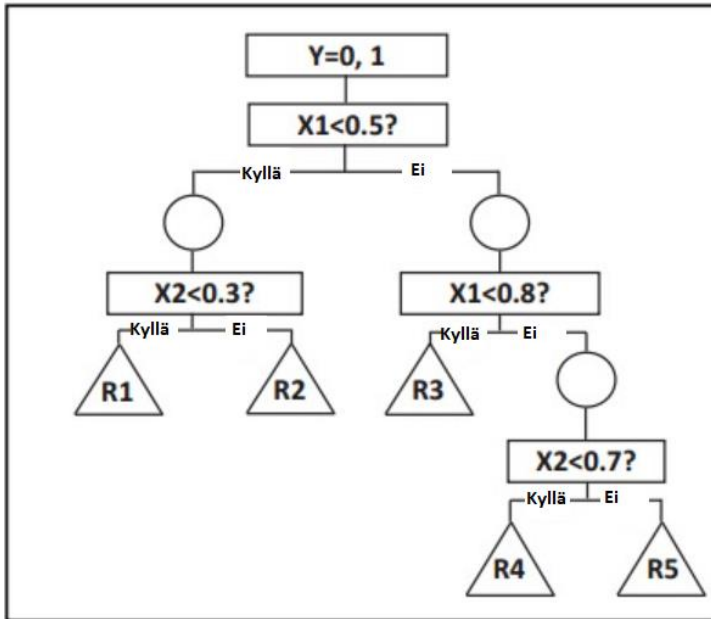 Y=0, 1
X1<0.5?
Kyllä Ei
X2<0.3? X1<0.8?
Kyllä Ei Kyllä Ei
R1 R2 R3
X2<0.7?
Kyllä Ei
R4 R5